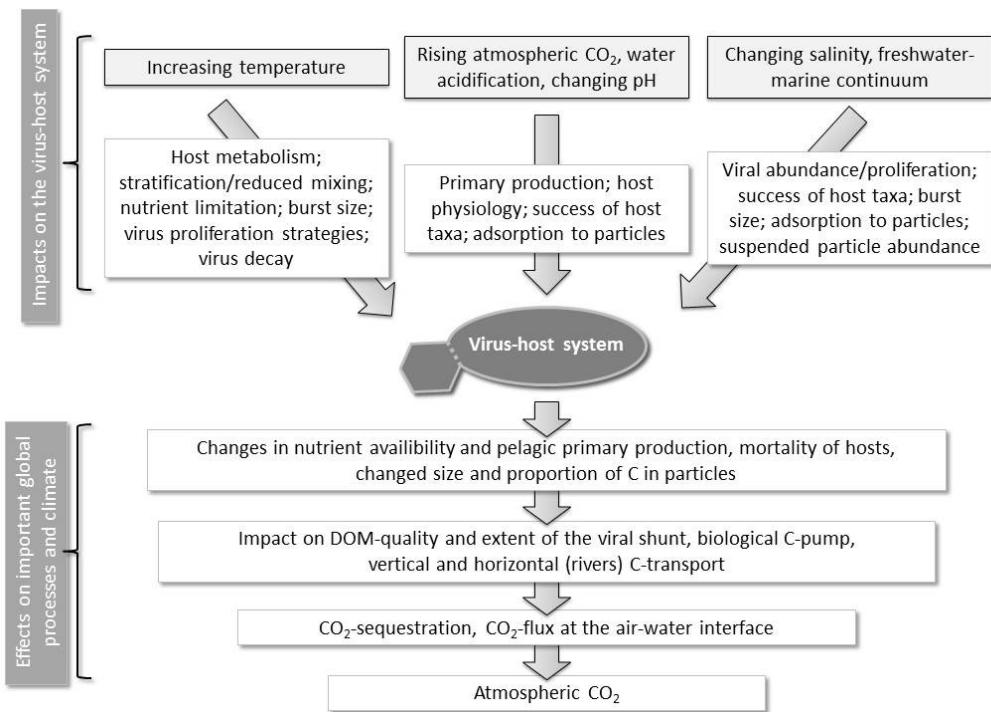 Impacts on the virus-host system
Increasing temperature
Rising atmospheric CO₂, water
acidification, changing pH
Changing salinity, freshwater-
marine continuum
Host metabolism;
stratification/reduced mixing;
nutrient limitation; burst size;
virus proliferation strategies;
virus decay
Primary production; host
physiology; success of host
taxa; adsorption to particles
Viral abundance/proliferation;
success of host taxa; burst
size; adsorption to particles;
suspended particle abundance
Virus-host system
Effects on important global
processes and climate
Changes in nutrient availibility and pelagic primary production, mortality of hosts,
changed size and proportion of C in particles
Impact on DOM-quality and extent of the viral shunt, biological C-pump,
vertical and horizontal (rivers) C-transport
CO₂-sequestration, CO₂-flux at the air-water interface
Atmospheric CO₂